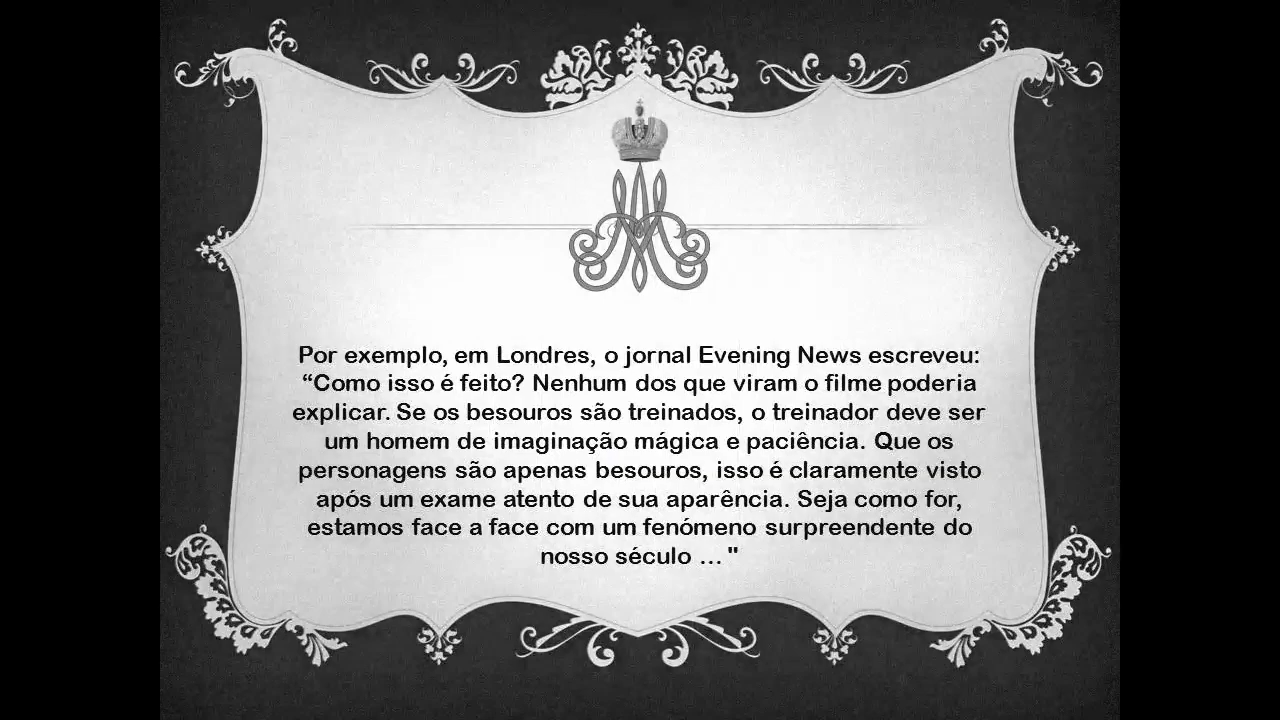 Por exemplo, em Londres, o jornal Evening News escreveu:
“Como isso é feito? Nenhum dos que viram o filme poderia
explicar. Se os besouros são treinados, o treinador deve ser
um homem de imaginação mágica e paciência. Que os
personagens são apenas besouros, isso é claramente visto
após um exame atento de sua aparência. Seja como for,
estamos face a face com um fenómeno surpreendente do
nosso século ... "